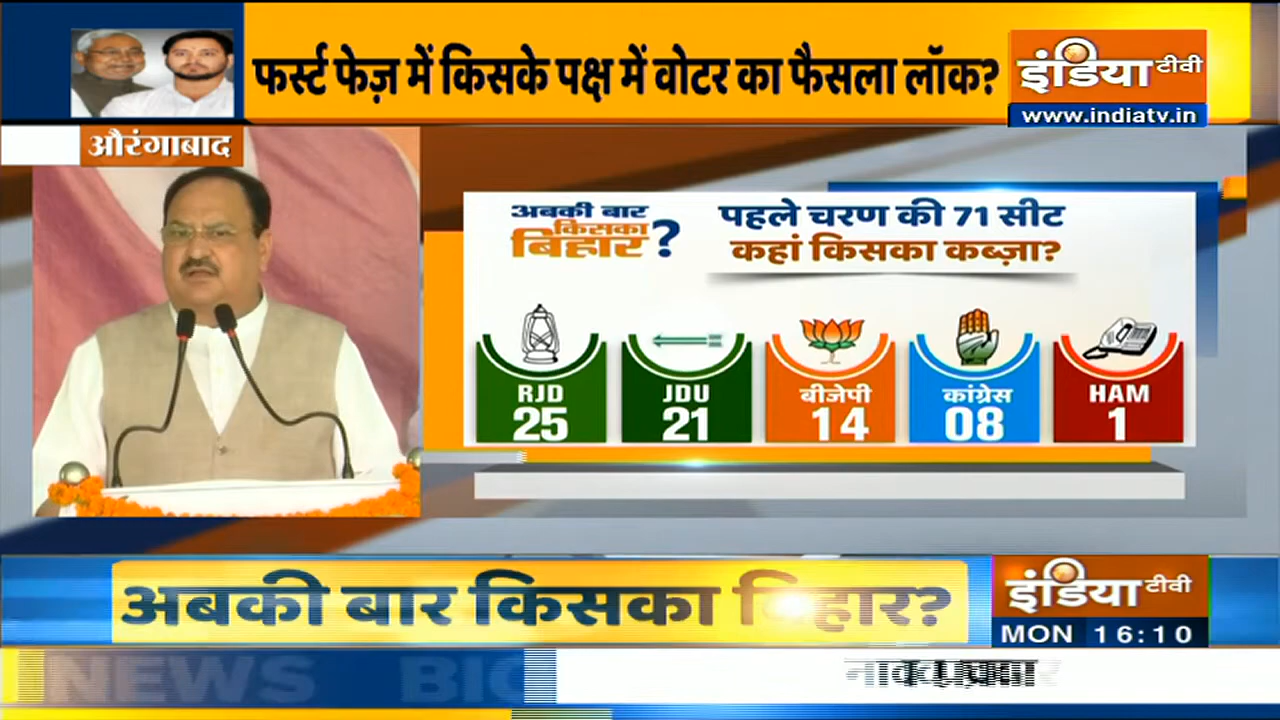 फर्स्ट फेज़ में किसके पक्ष में वोटर का फैसला लॉक?
इंडिया टीवी
www.indiatv.in
औरंगाबाद
अबकी बार
किसका
बिहार?
पहले चरण की 71 सीट
कहां किसका कब्ज़ा?
RJD
25
JDU
21
बीजेपी
14
कांग्रेस
08
HAM
1
अबकी बार किसका बिहार?
इंडिया टीवी
MON 16:10
NEWS